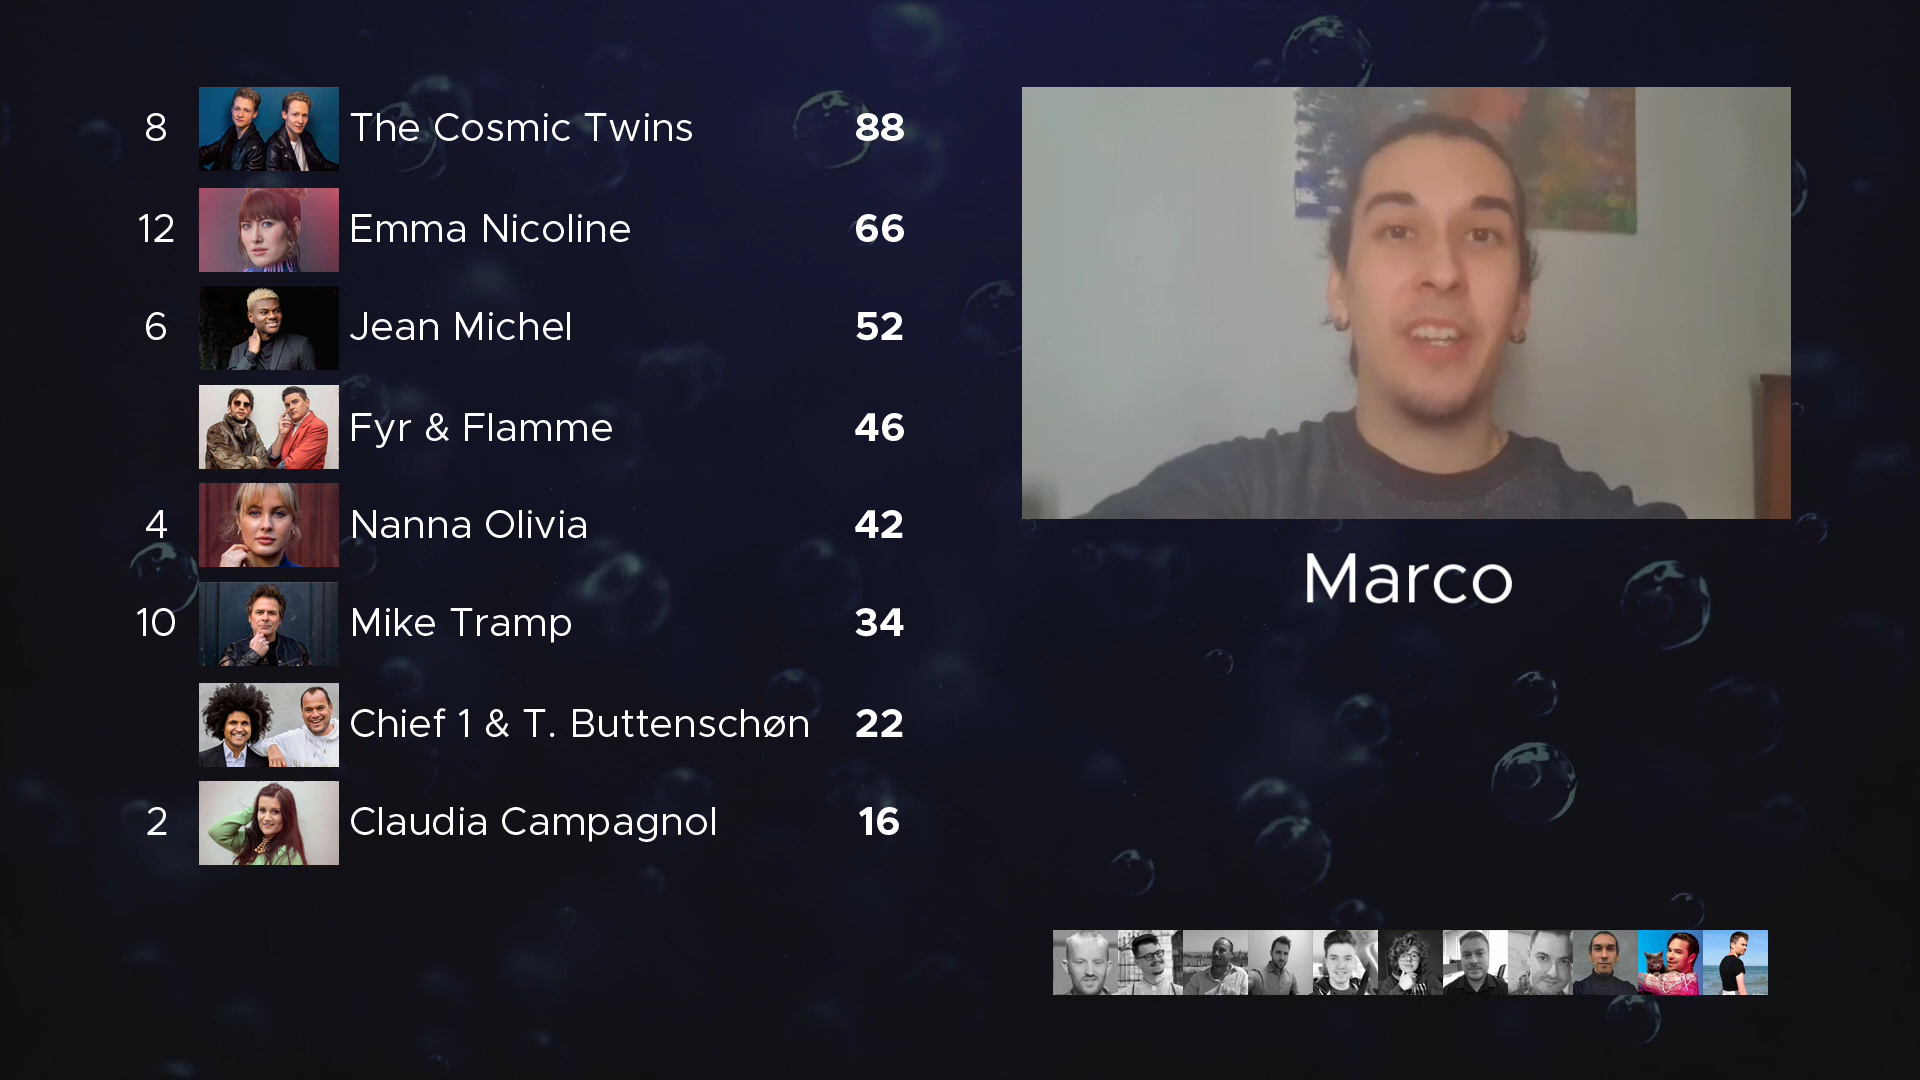 8 The Cosmic Twins 88
12 Emma Nicoline 66
6 Jean Michel 52
Fyr & Flamme 46
4 Nanna Olivia 42
10 Mike Tramp 34
Chief 1 & T. Buttenschøn 22
2 Claudia Campagnol 16
Marco